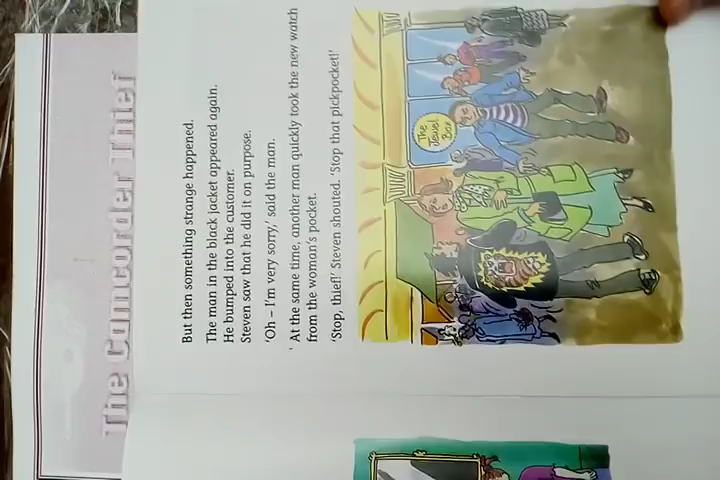 The Camcorder Thief
But then something strange happened.
The man in the black jacket appeared again.
He bumped into the customer.
Steven saw that he did it on purpose.
'Oh – I'm very sorry,' said the man.
At the same time, another man quickly took the new watch
from the woman's pocket.
'Stop, thief!' Steven shouted. 'Stop that pickpocket!'
The
Jewel
Box